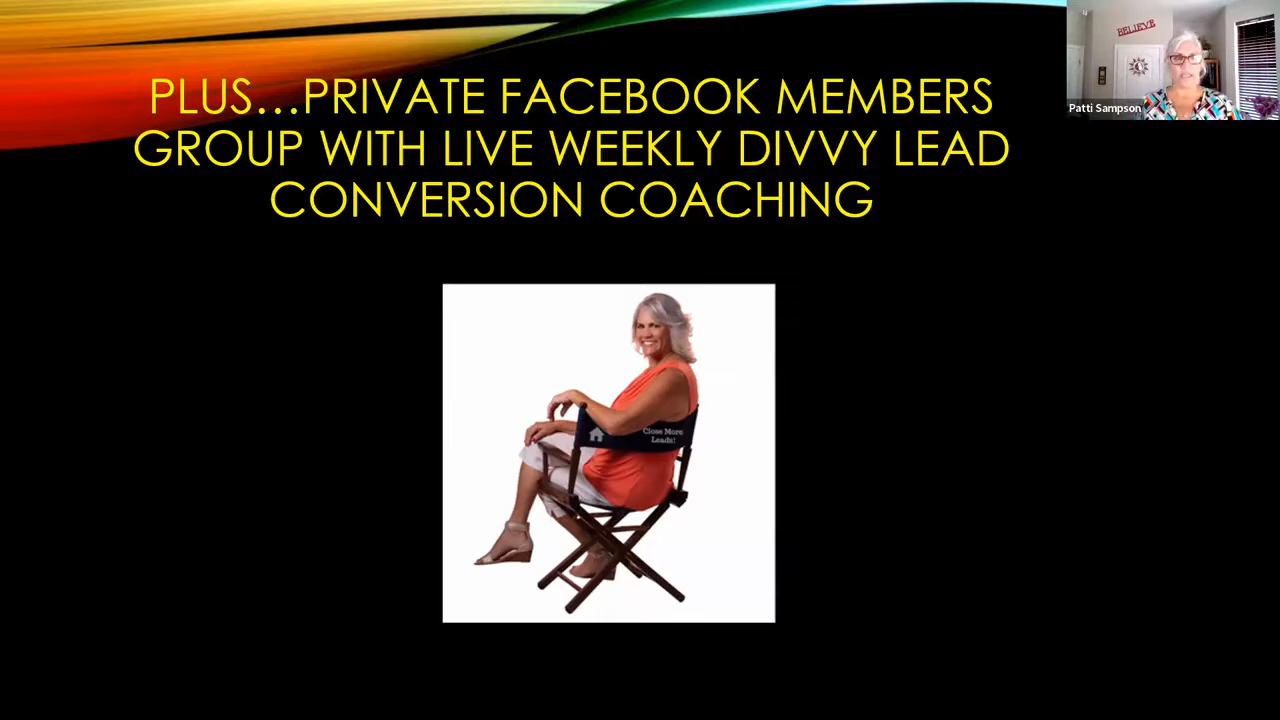 PLUS...PRIVATE FACEBOOK MEMBERS
GROUP WITH LIVE WEEKLY DIVVY LEAD
CONVERSION COACHING
BELIEVE
Patti Sampson
Close More
Leads!